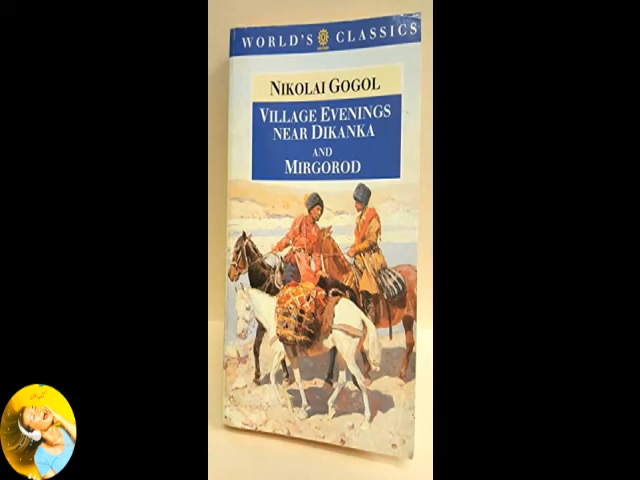 WORLD'S CLASSICS
NIKOLAI GOGOL
VILLAGE EVENINGS
NEAR DIKANKA
AND
MIRGOROD